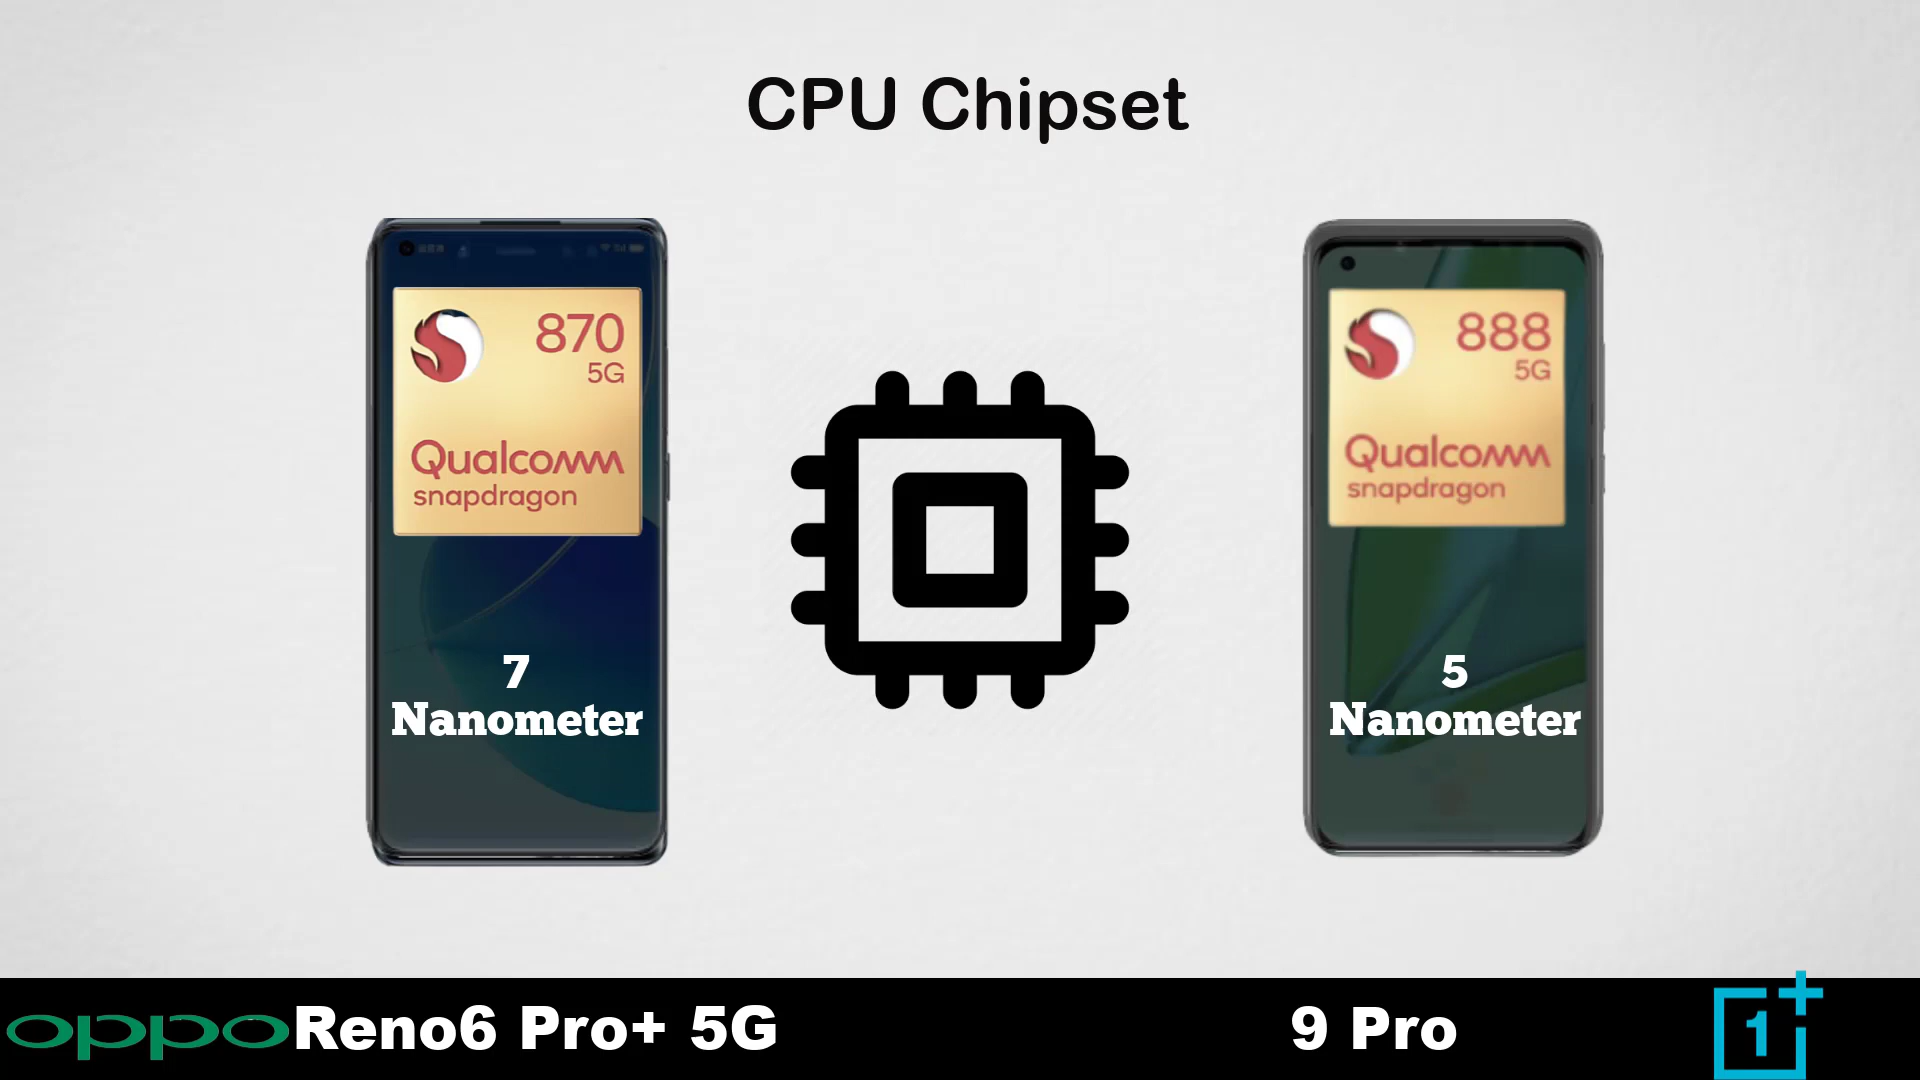 CPU Chipset
870
5G
Qualcomm
snapdragon
7
Nanometer
888
5G
Qualcomm
snapdragon
5
Nanometer
oppo Reno6 Pro+ 5G
9 Pro
1+